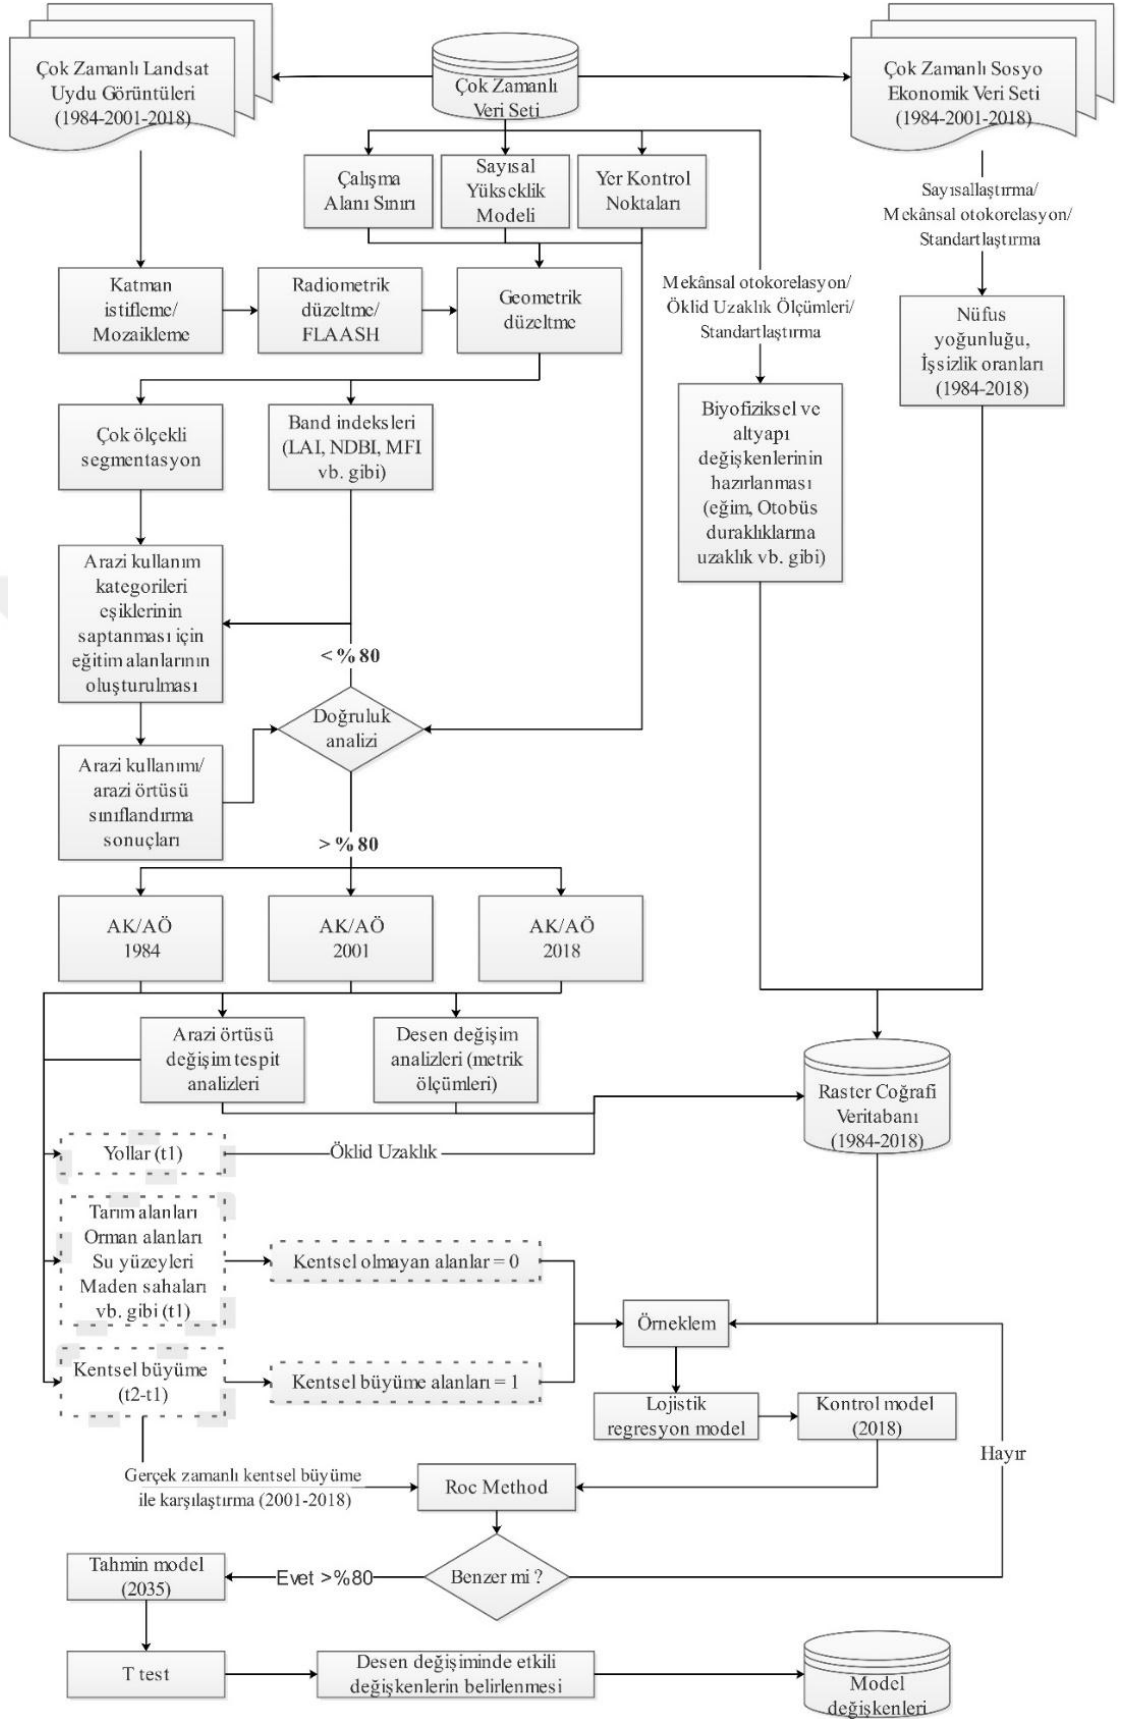 Çok Zamanlı Landsat
Uydu Görüntüleri
(1984-2001-2018)
Çok Zamanlı
Veri Seti
Çok Zamanlı Sosyo
Ekonomik Veri Seti
(1984-2001-2018)
Çalışma
Alanı Sınırı
Sayısal
Yükseklik
Modeli
Yer Kontrol
Noktaları
Sayısallaştırma/
Mekânsal otokorelasyon/
Standartlaştırma
Katman
istifleme/
Mozaikleme
Radiometrik
düzeltme/
FLAASH
Geometrik
düzeltme
Mekânsal otokorelasyon/
Öklid Uzaklık Ölçümleri/
Standartlaştırma
Nüfus
yoğunluğu,
İşsizlik oranları
(1984-2018)
Çok ölçekli
segmentasyon
Band indeksleri
(LAI, NDBI, MFI
vb. gibi)
Biyofiziksel ve
altyapı
değişkenlerinin
hazırlanması
(eğim, Otobüs
duraklıklarına
uzaklık vb. gibi)
Arazi kullanım
kategorileri
eşiklerinin
saptanması için
eğitim alanlarının
oluşturulması
< % 80
Doğruluk
analizi
Arazi kullanımı/
arazi örtüsü
sınıflandırma
sonuçları
> % 80
AK/AÖ
1984
AK/AÖ
2001
AK/AÖ
2018
Arazi örtüsü
değişim tespit
analizleri
Desen değişim
analizleri (metrik
ölçümleri)
Raster Coğrafi
Veritabanı
(1984-2018)
Yollar (t1)
Öklid Uzaklık
Tarım alanları
Orman alanları
Su yüzeyleri
Maden sahaları
vb. gibi (t1)
Kentsel olmayan alanlar = 0
Örneklem
Kentsel büyüme
(t2-t1)
Kentsel büyüme alanları = 1
Lojistik
regresyon model
Kontrol model
(2018)
Hayır
Gerçek zamanlı kentsel büyüme
ile karşılaştırma (2001-2018)
Roc Method
Tahmin model
(2035)
Evet >%80
Benzer mi ?
T test
Desen değişiminde etkili
değişkenlerin belirlenmesi
Model
değişkenleri